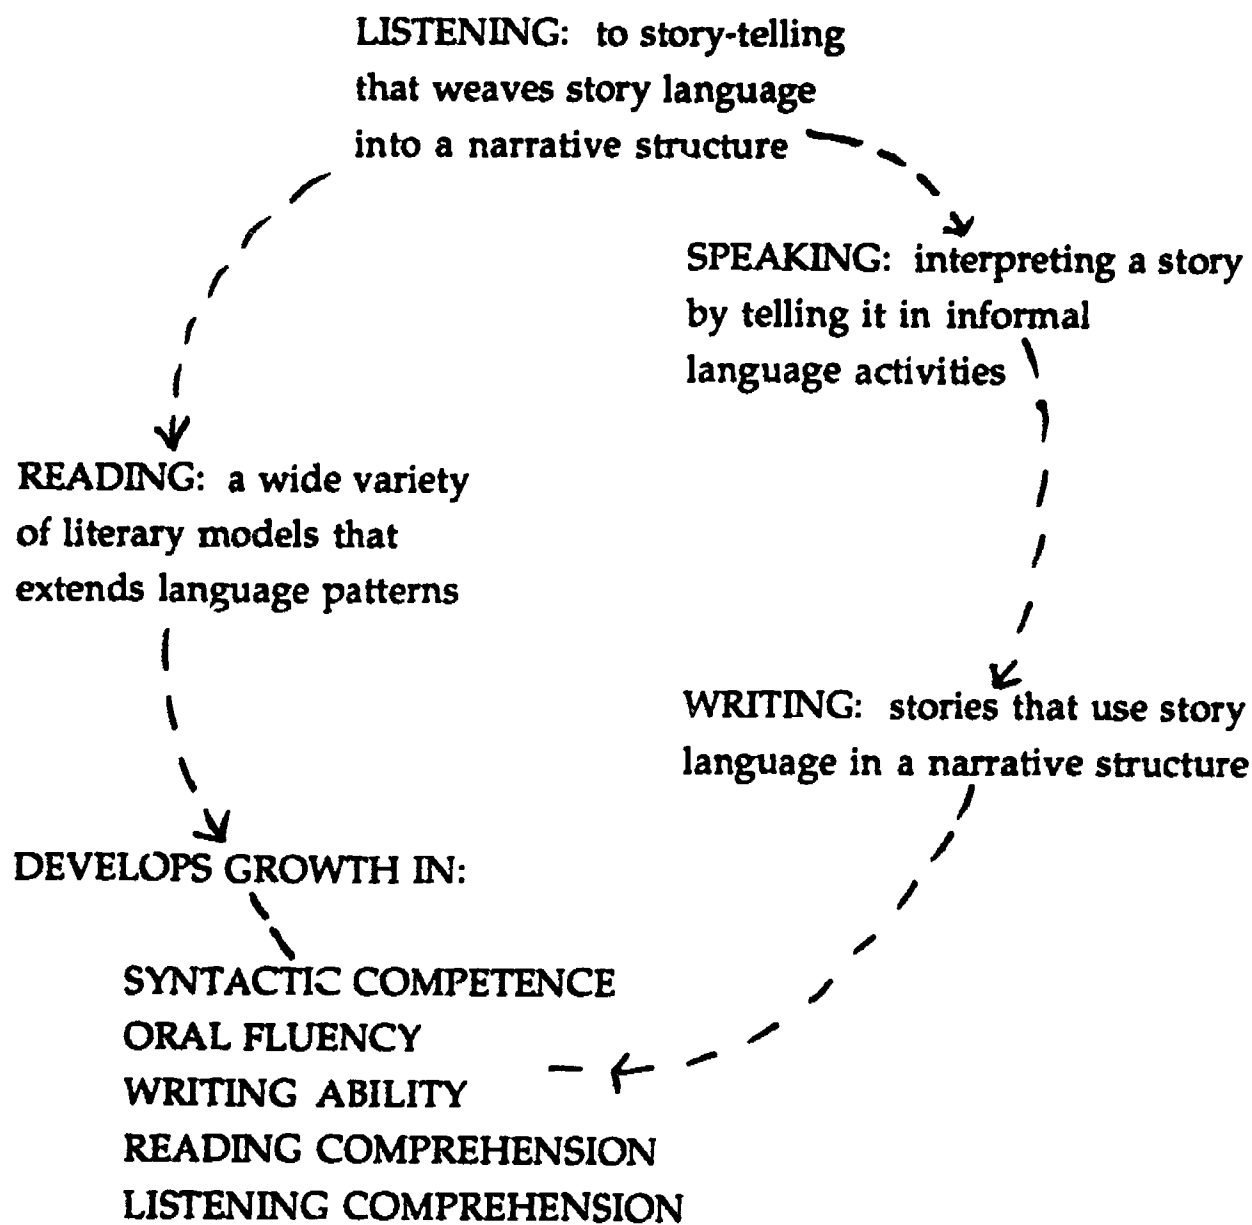 LISTENING: to story-telling
that weaves story language
into a narrative structure
SPEAKING: interpreting a story
by telling it in informal
language activities
READING: a wide variety
of literary models that
extends language patterns
WRITING: stories that use story
language in a narrative structure
DEVELOPS GROWTH IN:
SYNTACTIC COMPETENCE
ORAL FLUENCY
WRITING ABILITY
READING COMPREHENSION
LISTENING COMPREHENSION